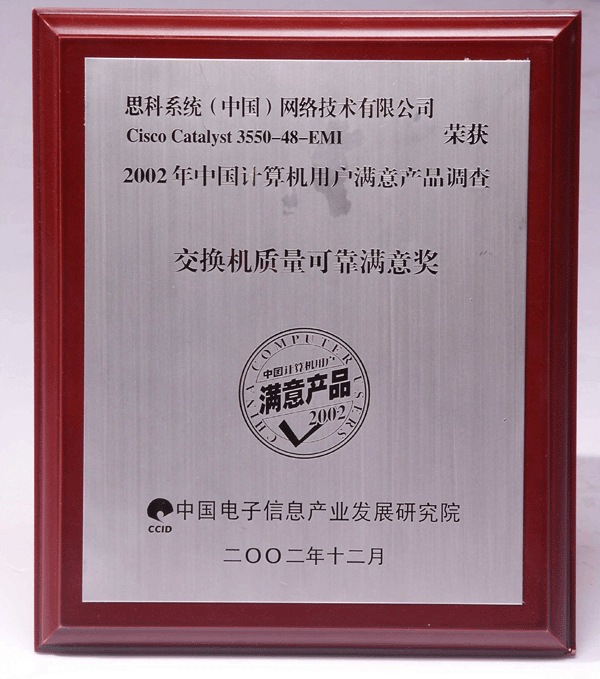 思科系统（中国）网络技术有限公司
Cisco Catalyst 3550-48-EMI 荣获
2002年中国计算机用户满意产品调查
交换机质量可靠满意奖
CHINA COMPUTER USERS
中国计算机用户
满意产品
2002
CCID 中国电子信息产业发展研究院
二〇〇二年十二月